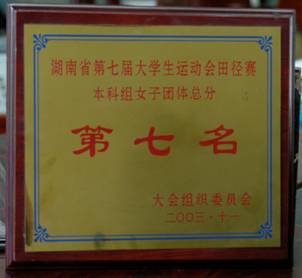 湖南省第七届大学生运动会田径赛
本科组女子团体总分
第七名
大会组织委员会
二〇〇三·十一